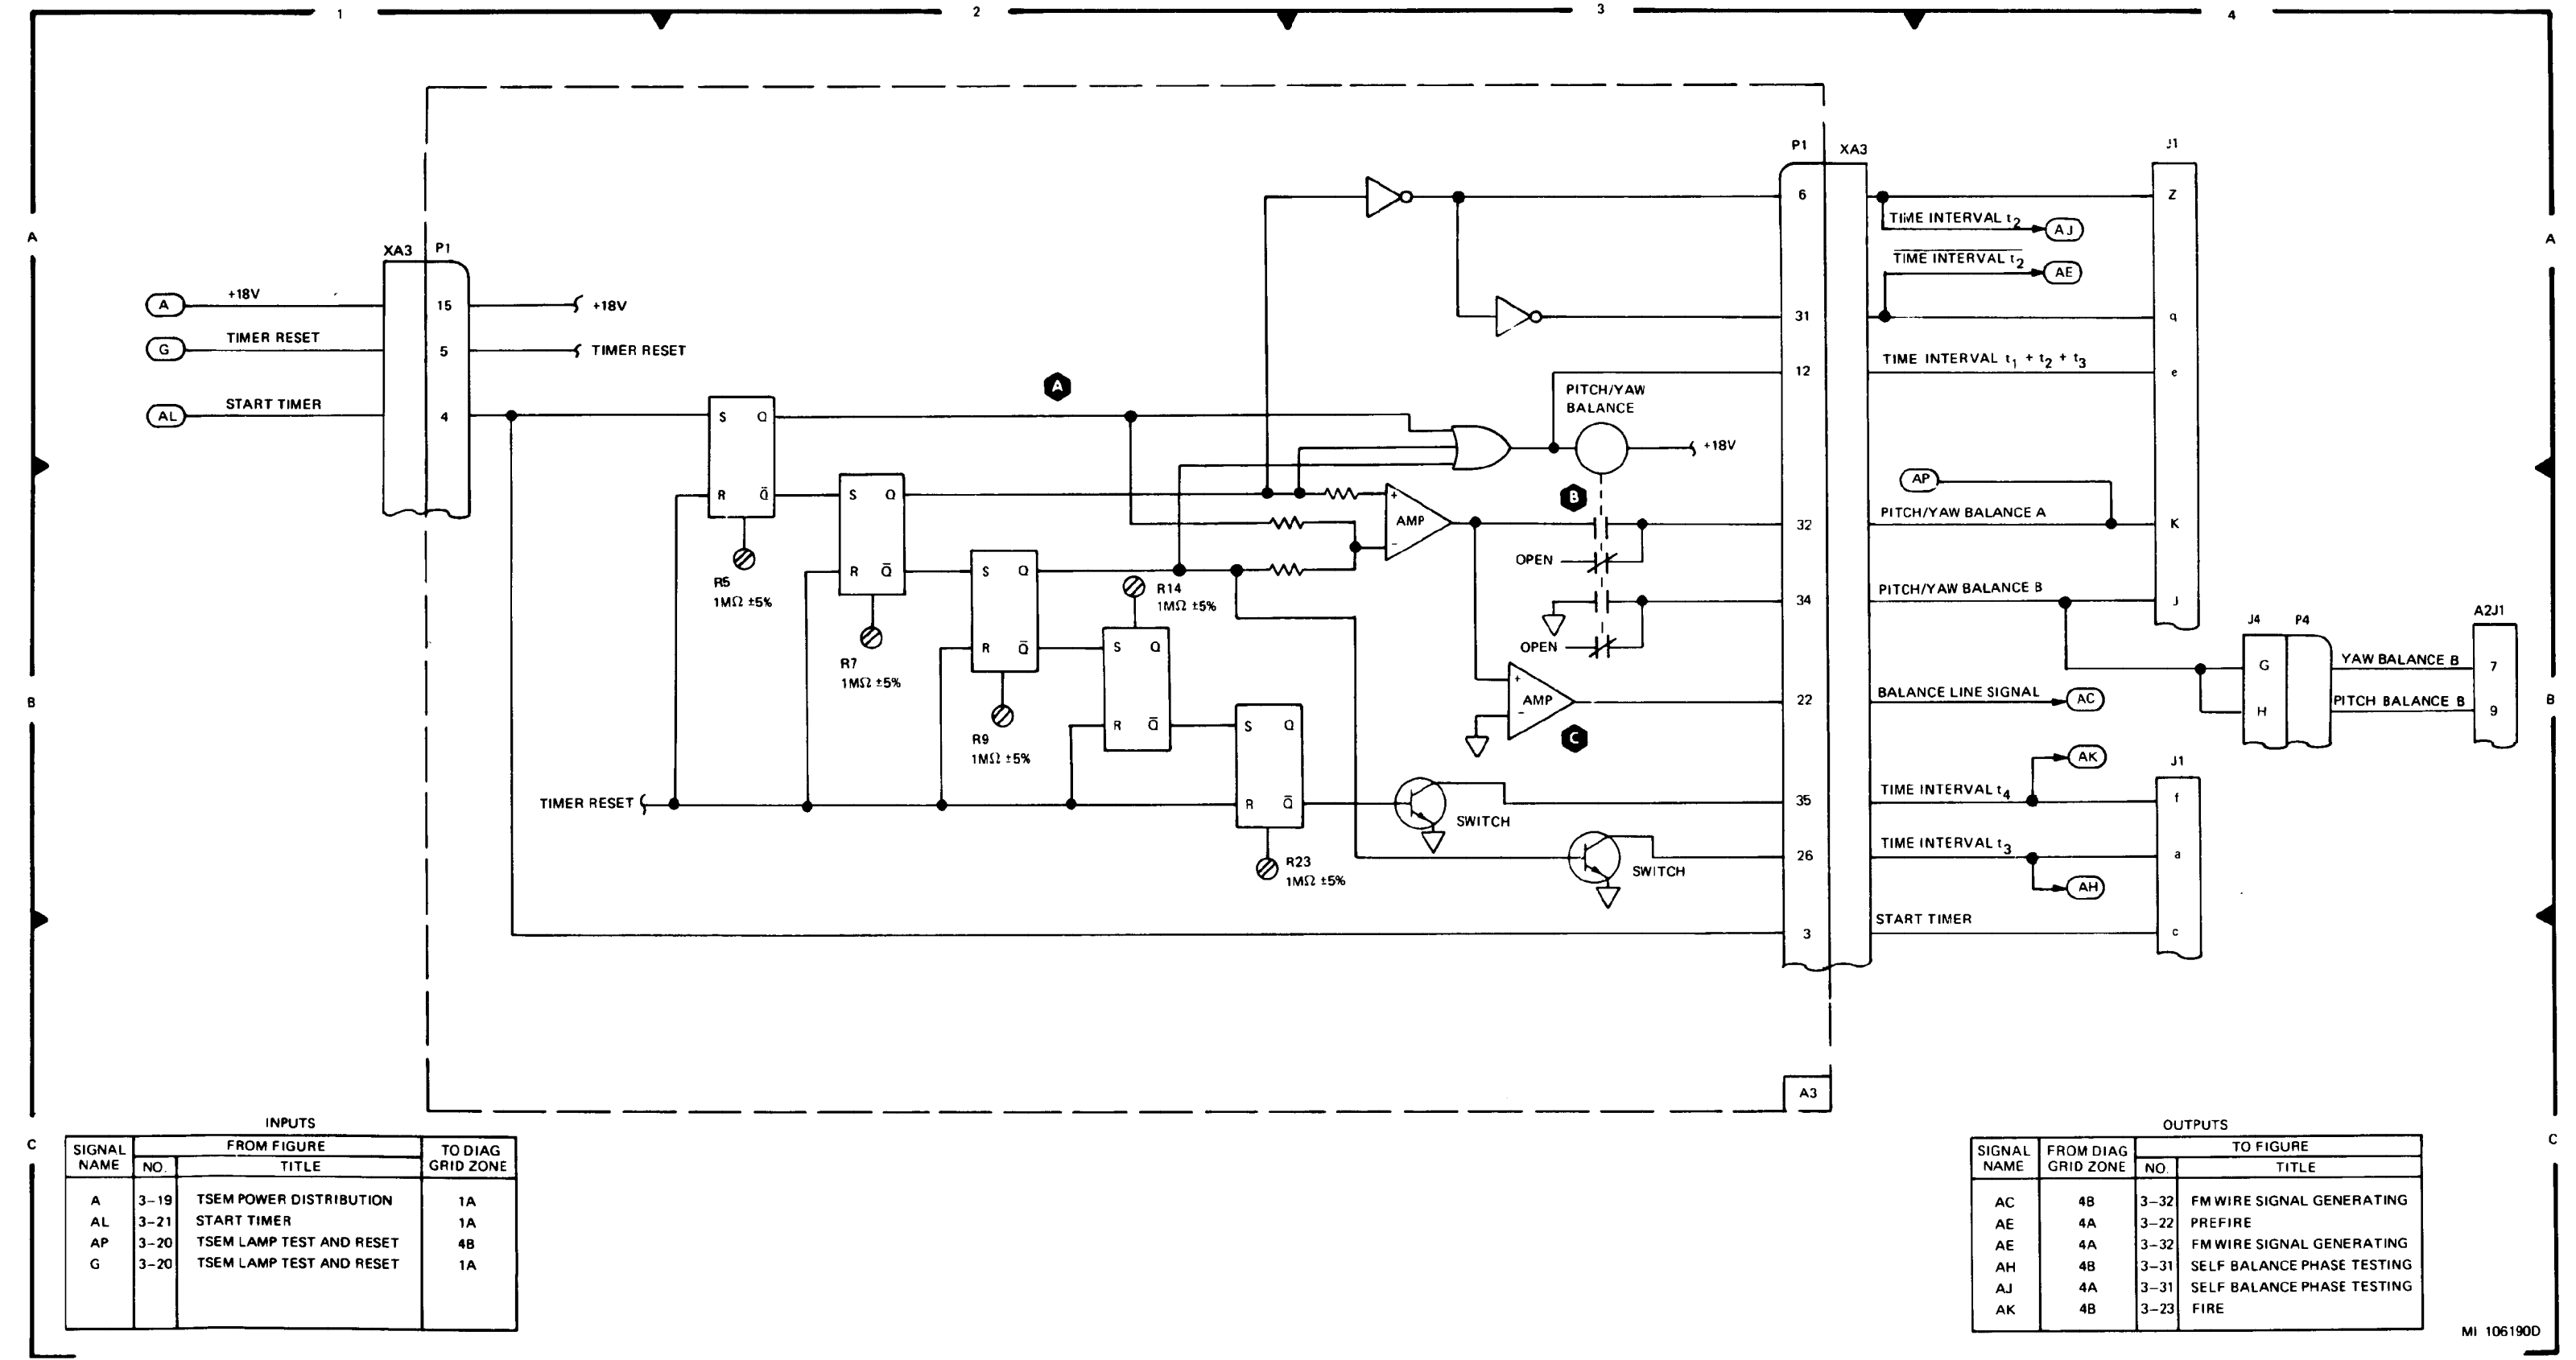 1
2
3
4
A
B
C
A
B
C
XA3
P1
A
+18V
15
+18V
G
TIMER RESET
5
TIMER RESET
AL
START TIMER
4
A
S
Q
R
Q̅
R5
1MΩ ±5%
S
Q
R
Q̅
R7
1MΩ ±5%
S
Q
R
Q̅
R9
1MΩ ±5%
R14
1MΩ ±5%
S
Q
R
Q̅
S
Q
R
Q̅
R23
1MΩ ±5%
TIMER RESET
+
AMP
-
PITCH/YAW
BALANCE
+18V
B
OPEN
OPEN
+
AMP
-
C
SWITCH
SWITCH
P1
XA3
J1
6
Z
TIME INTERVAL t₂
AJ
T̅I̅M̅E̅ ̅I̅N̅T̅E̅R̅V̅A̅L̅ ̅t̅₂
AE
31
q
12
TIME INTERVAL t₁ + t₂ + t₃
e
AP
32
PITCH/YAW BALANCE A
K
34
PITCH/YAW BALANCE B
J
J4
P4
A2J1
G
YAW BALANCE B
7
H
PITCH BALANCE B
9
22
BALANCE LINE SIGNAL
AC
AK
J1
35
TIME INTERVAL t₄
f
26
TIME INTERVAL t₃
a
AH
3
START TIMER
c
A3
INPUTS
SIGNAL NAME
FROM FIGURE
TO DIAG GRID ZONE
NO.
TITLE
A 3-19 TSEM POWER DISTRIBUTION 1A
AL 3-21 START TIMER 1A
AP 3-20 TSEM LAMP TEST AND RESET 4B
G 3-20 TSEM LAMP TEST AND RESET 1A
OUTPUTS
SIGNAL NAME
FROM DIAG GRID ZONE
TO FIGURE
NO.
TITLE
AC 4B 3-32 FM WIRE SIGNAL GENERATING
AE 4A 3-22 PREFIRE
AE 4A 3-32 FM WIRE SIGNAL GENERATING
AH 4B 3-31 SELF BALANCE PHASE TESTING
AJ 4A 3-31 SELF BALANCE PHASE TESTING
AK 4B 3-23 FIRE
MI 106190D